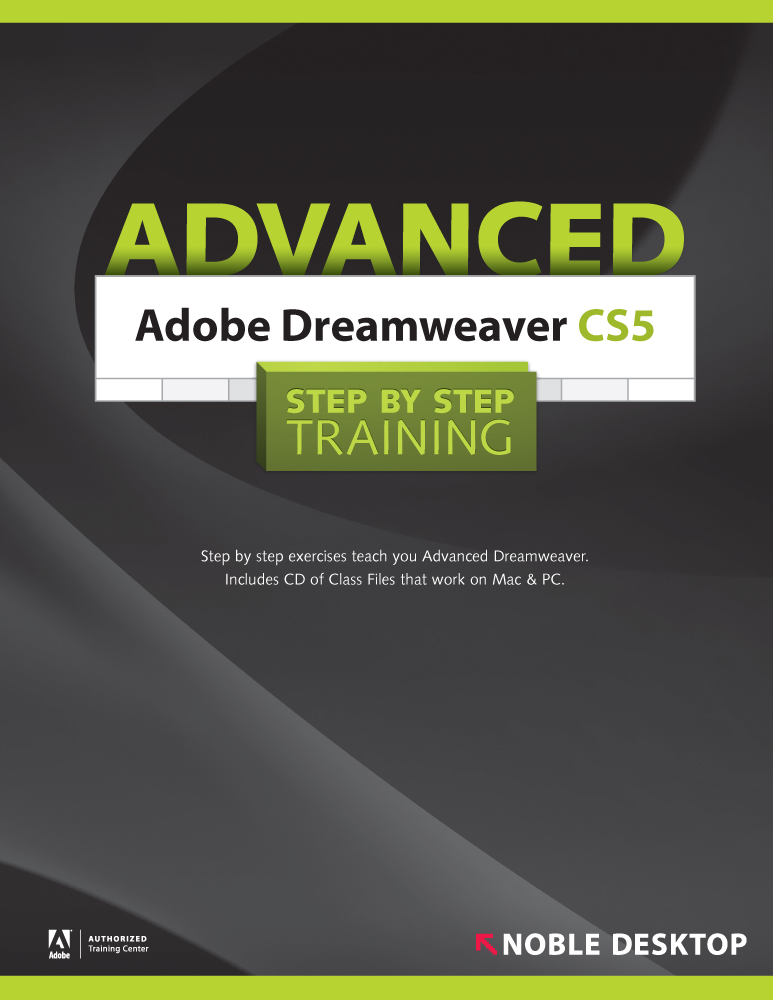 ADVANCED
Adobe Dreamweaver CS5
STEP BY STEP
TRAINING
Step by step exercises teach you Advanced Dreamweaver.
Includes CD of Class Files that work on Mac & PC.
Adobe
AUTHORIZED
Training Center
NOBLE DESKTOP